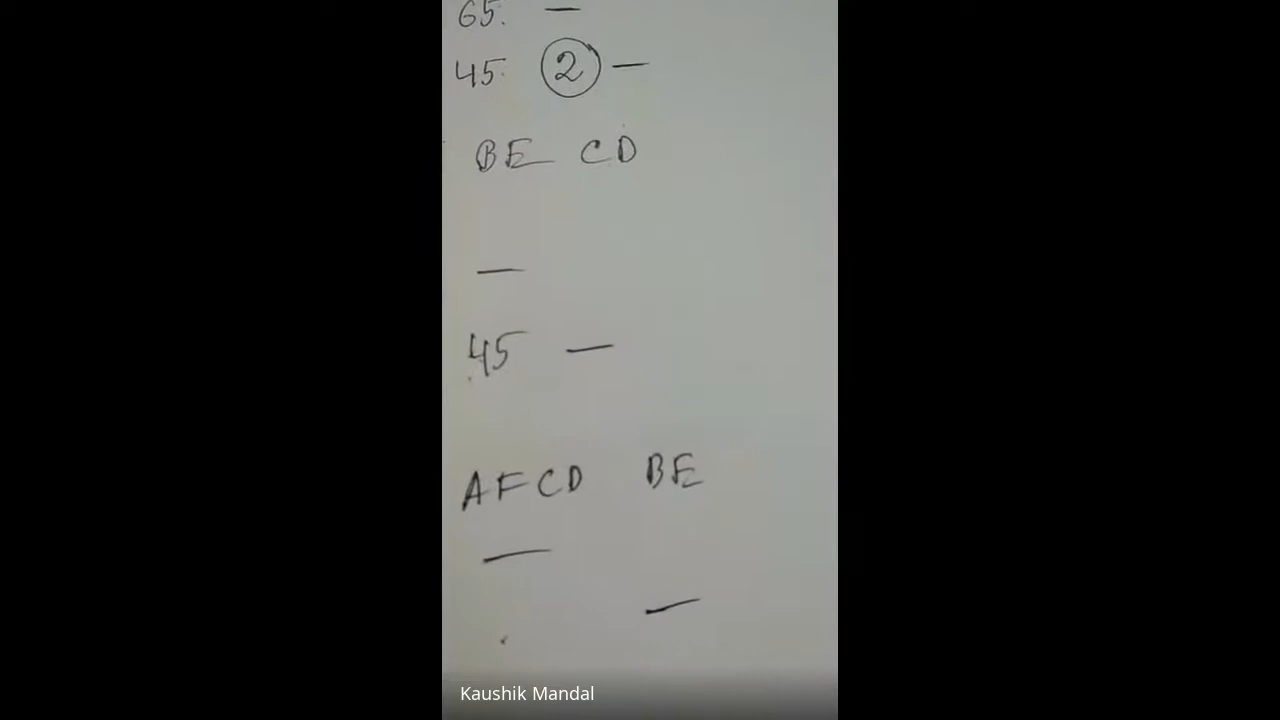 65. —
45. 2 —
BE CD
—
45 —
AFCD BE
—
—
Kaushik Mandal